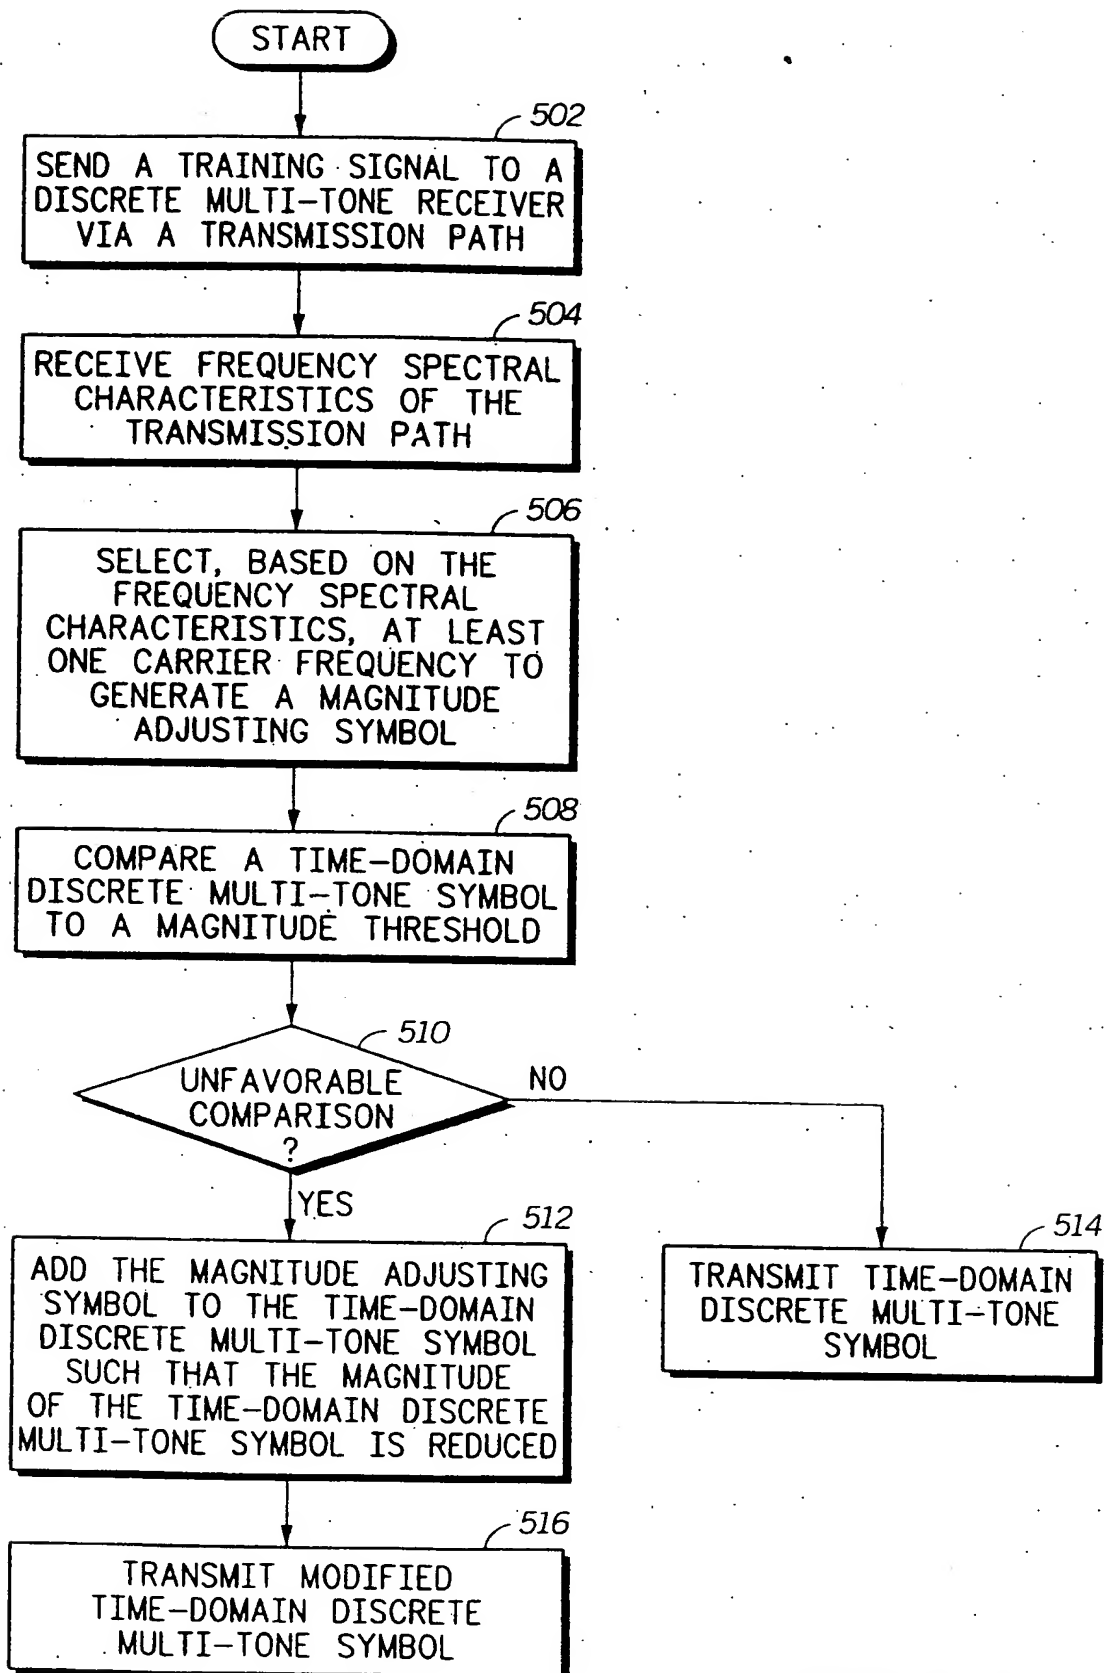 START
502
SEND A TRAINING SIGNAL TO A
DISCRETE MULTI-TONE RECEIVER
VIA A TRANSMISSION PATH
504
RECEIVE FREQUENCY SPECTRAL
CHARACTERISTICS OF THE
TRANSMISSION PATH
506
SELECT, BASED ON THE
FREQUENCY SPECTRAL
CHARACTERISTICS, AT LEAST
ONE CARRIER FREQUENCY TO
GENERATE A MAGNITUDE
ADJUSTING SYMBOL
508
COMPARE A TIME-DOMAIN
DISCRETE MULTI-TONE SYMBOL
TO A MAGNITUDE THRESHOLD
510
UNFAVORABLE
COMPARISON
?
NO
YES
512
ADD THE MAGNITUDE ADJUSTING
SYMBOL TO THE TIME-DOMAIN
DISCRETE MULTI-TONE SYMBOL
SUCH THAT THE MAGNITUDE
OF THE TIME-DOMAIN DISCRETE
MULTI-TONE SYMBOL IS REDUCED
514
TRANSMIT TIME-DOMAIN
DISCRETE MULTI-TONE
SYMBOL
516
TRANSMIT MODIFIED
TIME-DOMAIN DISCRETE
MULTI-TONE SYMBOL